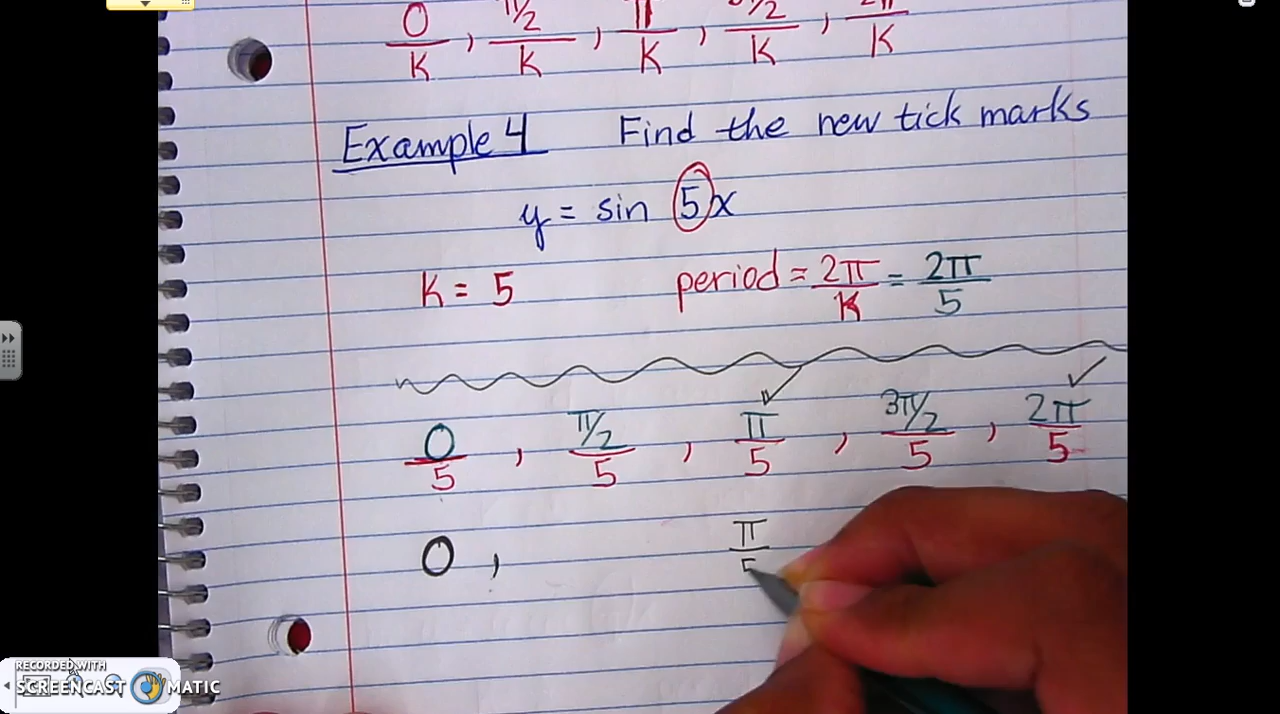 0/K , π/2/K , π/K , 3π/2/K , 2π/K
Example 4 Find the new tick marks
y = sin 5x
K = 5 period = 2π/K = 2π/5
0/5 , π/2/5 , π/5 , 3π/2/5 , 2π/5
0 , π/5
RECORDED WITH
SCREENCAST MATIC